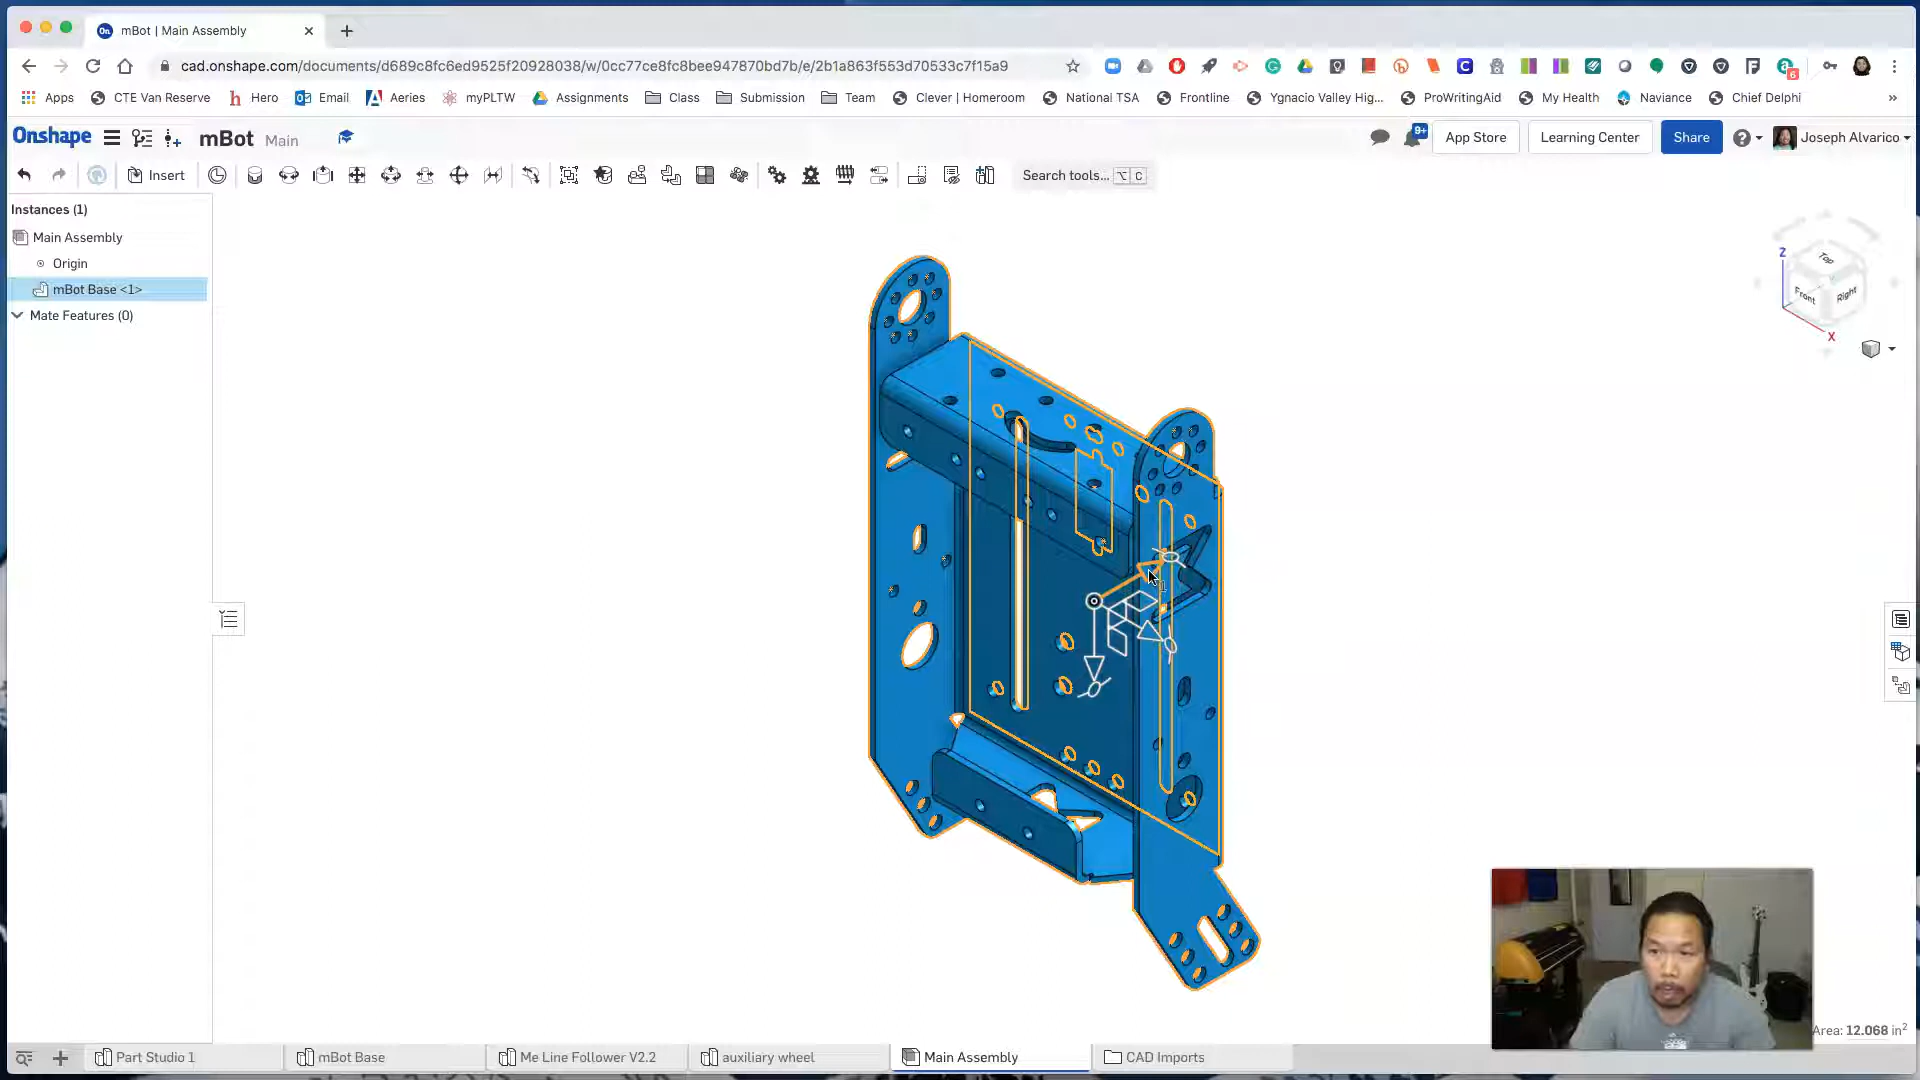 On mBot | Main Assembly
cad.onshape.com/documents/d689c8fc6ed9525f20928038/w/0cc77ce8fc8bee947870bd7b/e/2b1a863f553d70533c7f15a9
Apps CTE Van Reserve Hero Email Aeries myPLTW Assignments Class Submission Team Clever | Homeroom National TSA Frontline Ygnacio Valley Hig... ProWritingAid My Health Naviance Chief Delphi »
Onshape mBot Main 9+ App Store Learning Center Share Joseph Alvarico
Insert Search tools... ⌥ C
Instances (1)
Main Assembly
Origin
mBot Base <1>
Mate Features (0)
Z
Top
Front Right
X
Area: 12.068 in²
Part Studio 1 mBot Base Me Line Follower V2.2 auxiliary wheel Main Assembly CAD Imports